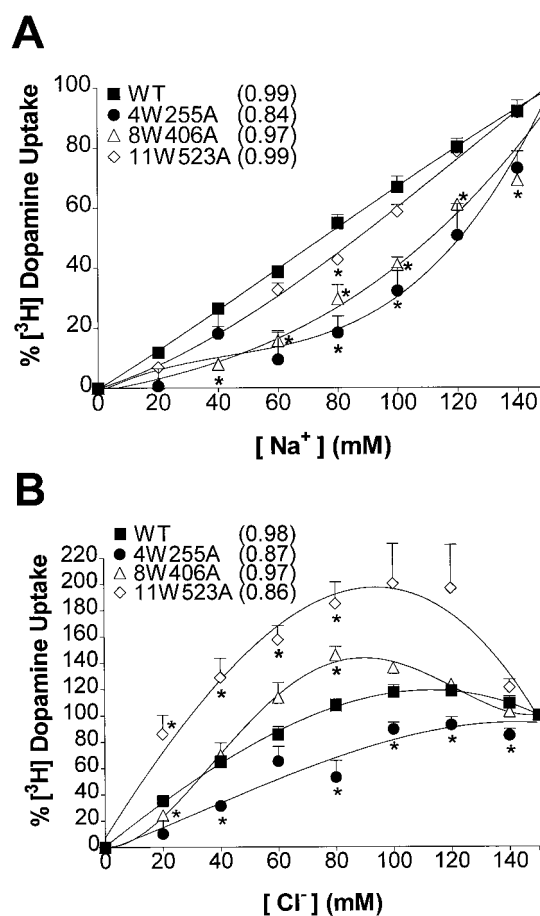 A
■ WT (0.99)
● 4W255A (0.84)
△ 8W406A (0.97)
◇ 11W523A (0.99)
% [³H] Dopamine Uptake
100
80
60
40
20
0
* * * * * * * * * * *
0 20 40 60 80 100 120 140
[ Na⁺ ] (mM)
B
■ WT (0.98)
● 4W255A (0.87)
△ 8W406A (0.97)
◇ 11W523A (0.86)
% [³H] Dopamine Uptake
220
200
180
160
140
120
100
80
60
40
20
0
* * * * * * * * * * *
0 20 40 60 80 100 120 140
[ Cl⁻ ] (mM)